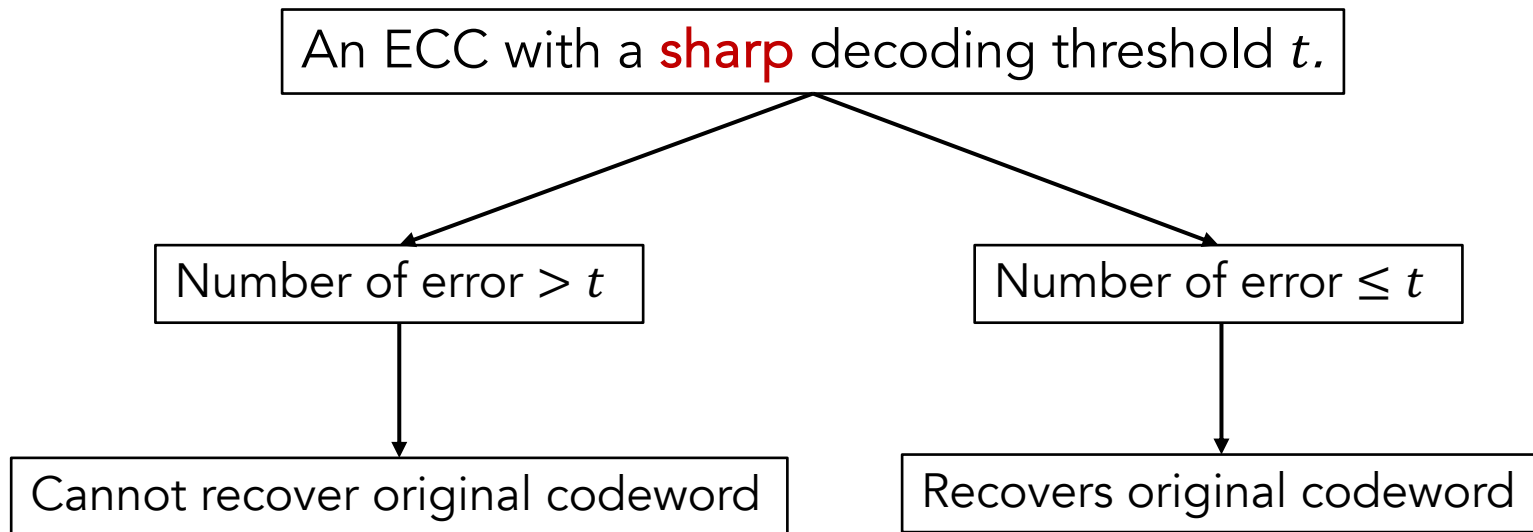 An ECC with a sharp decoding threshold t.
Number of error > t
Number of error ≤ t
Cannot recover original codeword
Recovers original codeword